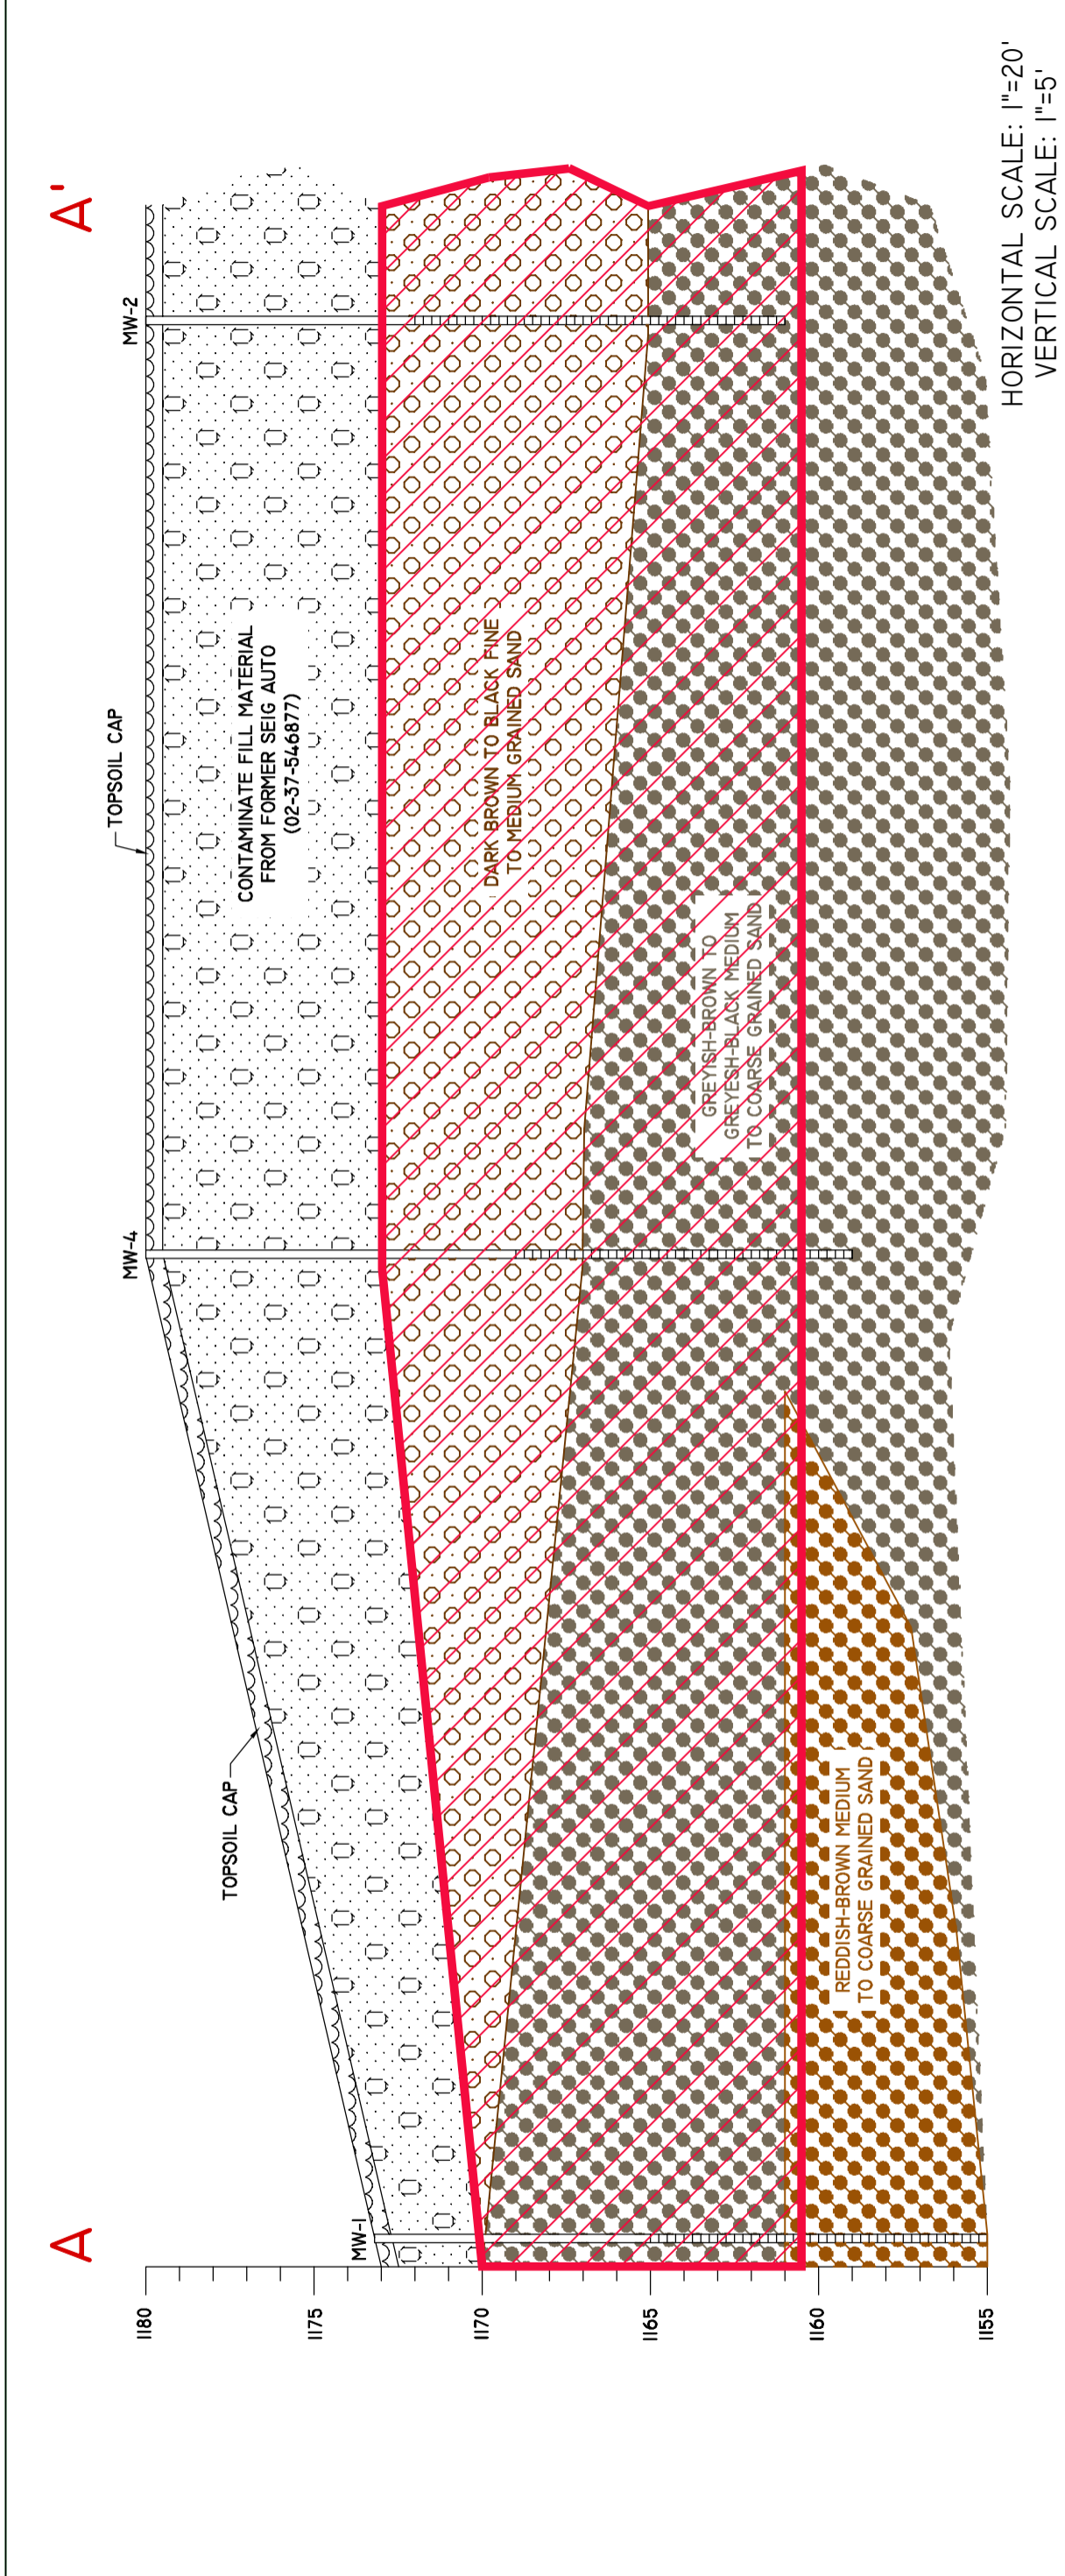 A
A'
MW-1
MW-4
MW-2
TOPSOIL CAP
TOPSOIL CAP
CONTAMINATE FILL MATERIAL
FROM FORMER SEIG AUTO
(02-37-546877)
DARK BROWN TO BLACK FINE
TO MEDIUM GRAINED SAND
GREYISH-BROWN TO
GREYESH-BLACK MEDIUM
TO COARSE GRAINED SAND
REDDISH-BROWN MEDIUM
TO COARSE GRAINED SAND
1180
1175
1170
1165
1160
1155
HORIZONTAL SCALE: 1"=20'
VERTICAL SCALE: 1"=5'